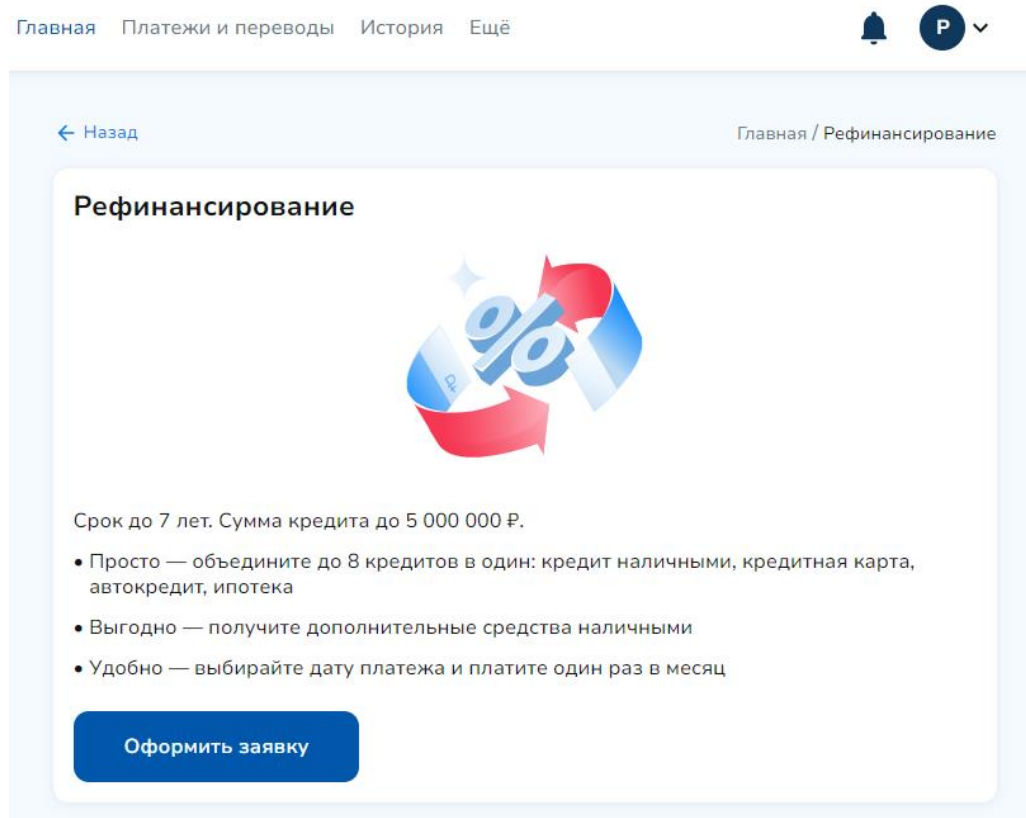 Главная Платежи и переводы История Ещё Р
← Назад
Главная / Рефинансирование
Рефинансирование
%
₽
Срок до 7 лет. Сумма кредита до 5 000 000 ₽.
• Просто — объедините до 8 кредитов в один: кредит наличными, кредитная карта,
автокредит, ипотека
• Выгодно — получите дополнительные средства наличными
• Удобно — выбирайте дату платежа и платите один раз в месяц
Оформить заявку